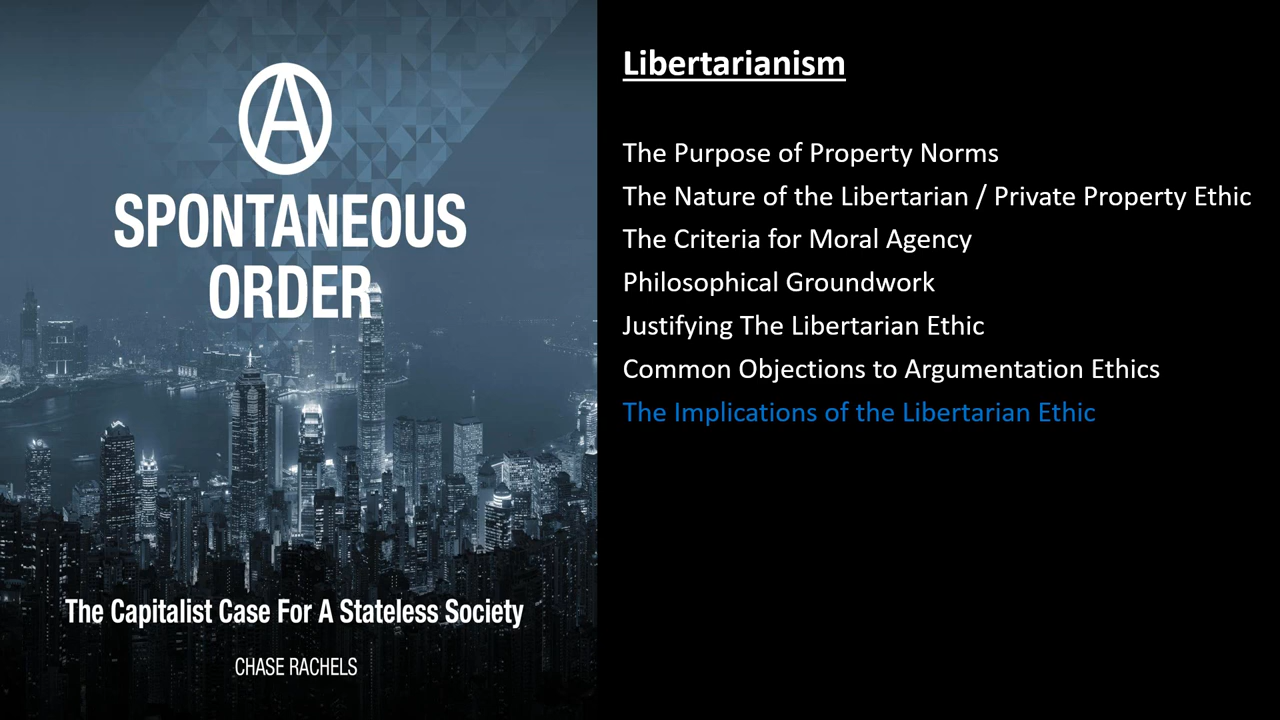 A
SPONTANEOUS
ORDER
The Capitalist Case For A Stateless Society
CHASE RACHELS
Libertarianism
The Purpose of Property Norms
The Nature of the Libertarian / Private Property Ethic
The Criteria for Moral Agency
Philosophical Groundwork
Justifying The Libertarian Ethic
Common Objections to Argumentation Ethics
The Implications of the Libertarian Ethic